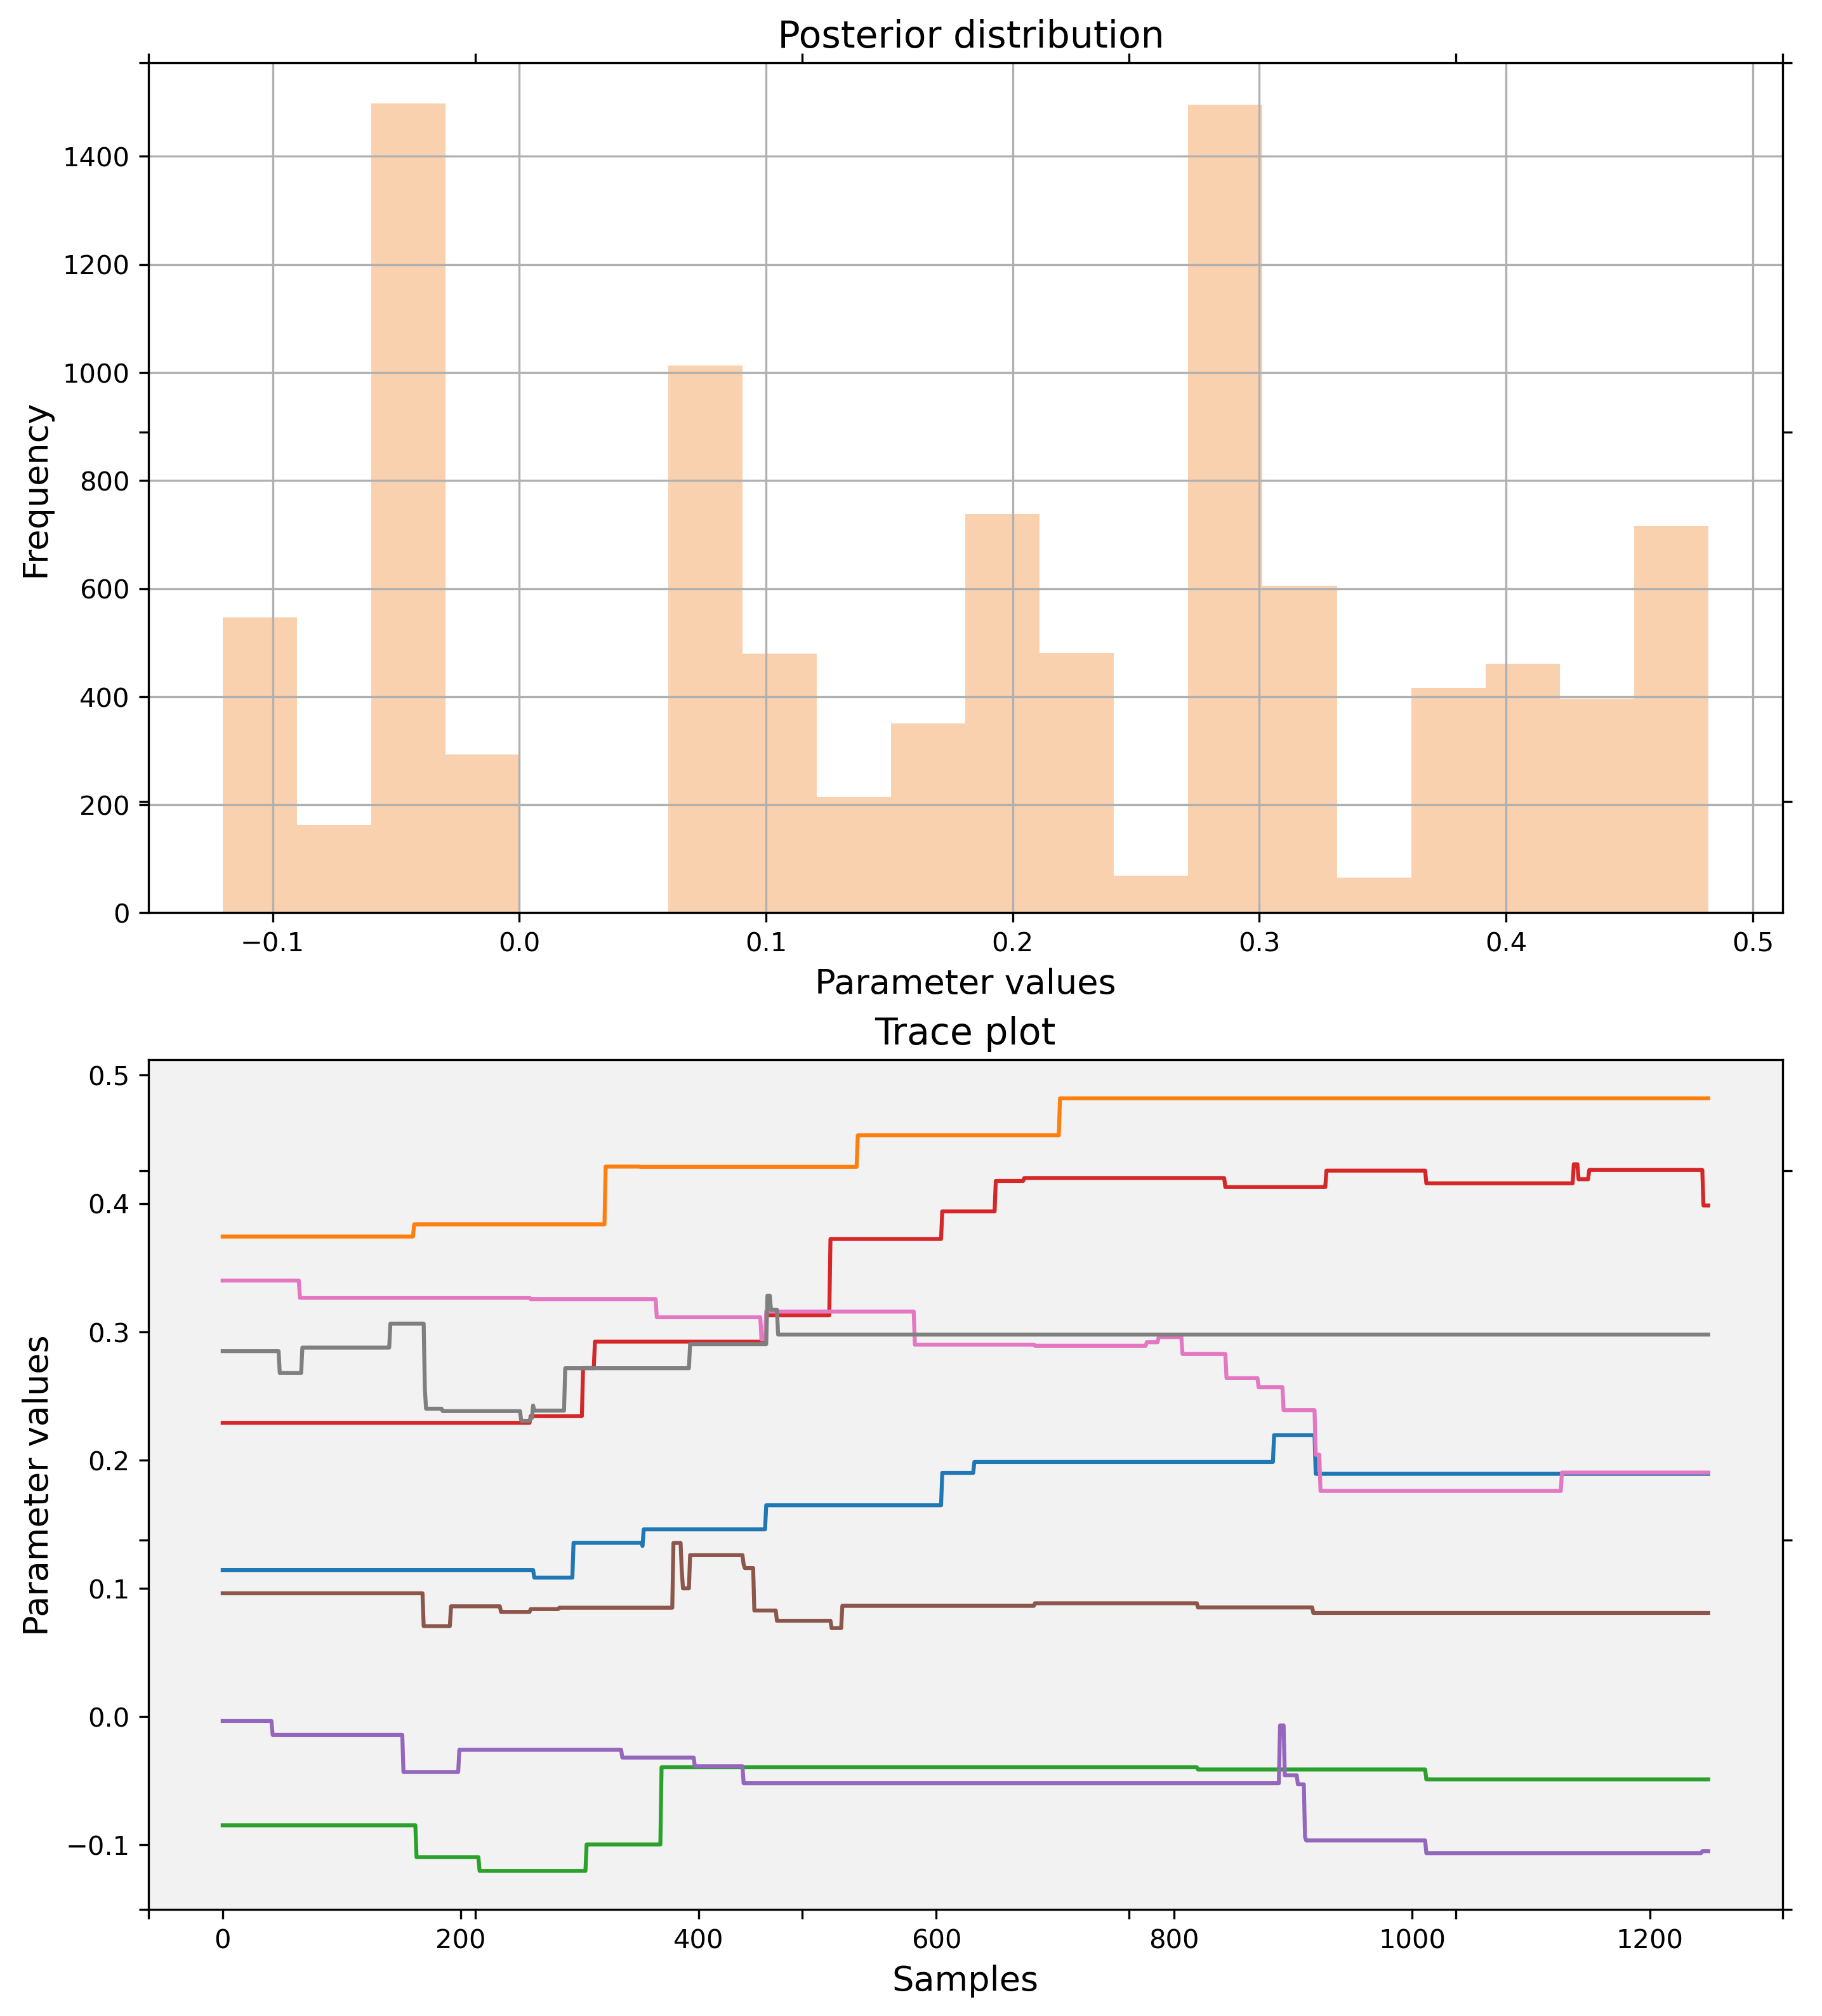 Posterior distribution
1400
1200
1000
800
600
400
200
0
Frequency
−0.1 0.0 0.1 0.2 0.3 0.4 0.5
Parameter values
Trace plot
0.5
0.4
0.3
0.2
0.1
0.0
−0.1
Parameter values
0 200 400 600 800 1000 1200
Samples